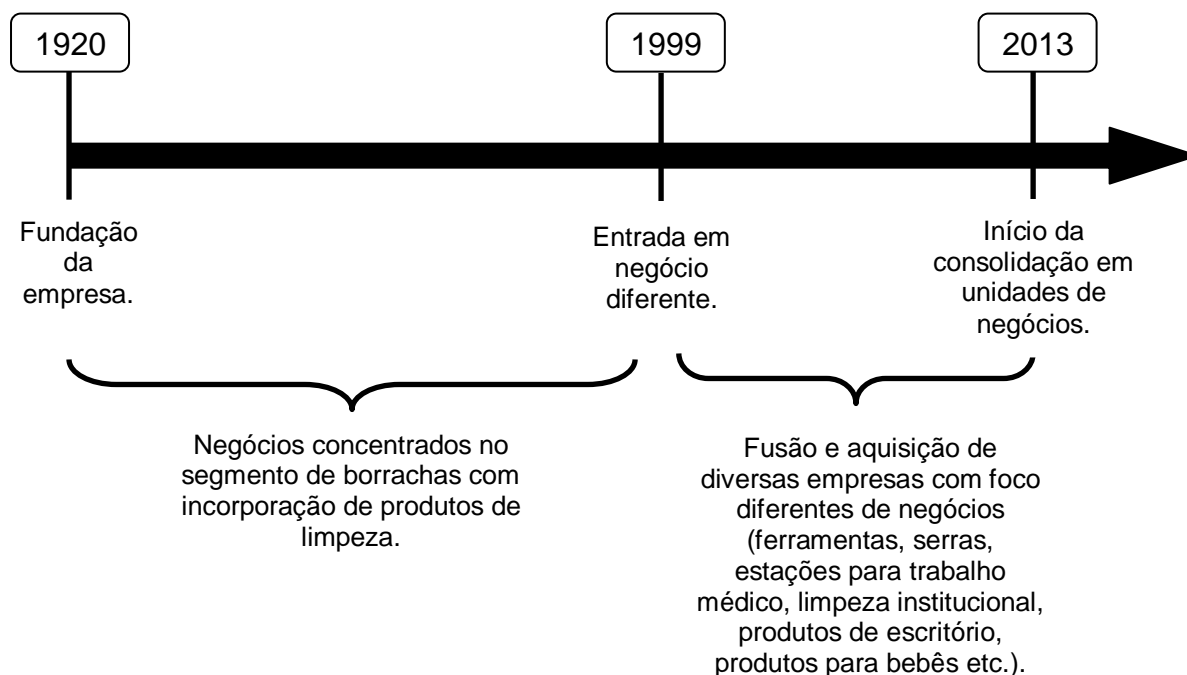 1920
1999
2013
Fundação
da
empresa.
Entrada em
negócio
diferente.
Início da
consolidação em
unidades de
negócios.
Negócios concentrados no
segmento de borrachas com
incorporação de produtos de
limpeza.
Fusão e aquisição de
diversas empresas com foco
diferentes de negócios
(ferramentas, serras,
estações para trabalho
médico, limpeza institucional,
produtos de escritório,
produtos para bebês etc.).